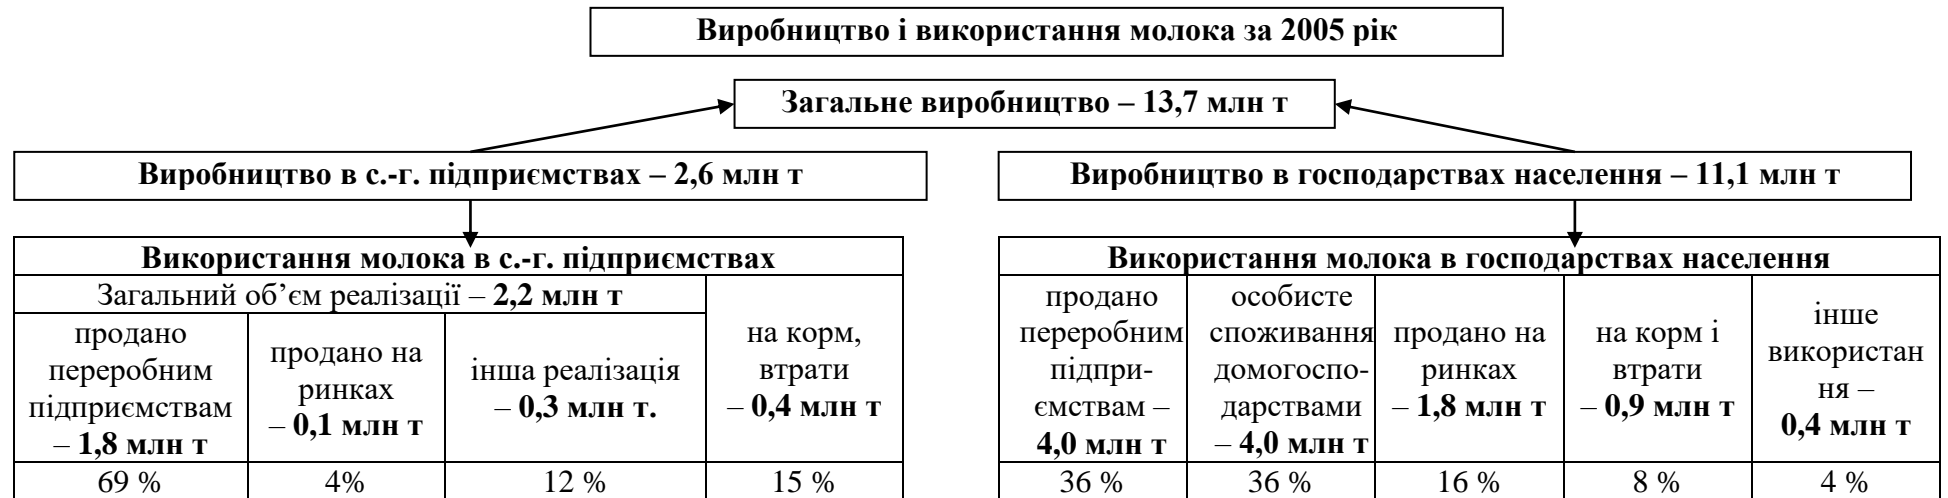 Виробництво і використання молока за 2005 рік
Загальне виробництво – 13,7 млн т
Виробництво в с.-г. підприємствах – 2,6 млн т
Виробництво в господарствах населення – 11,1 млн т
Використання молока в с.-г. підприємствах
Загальний об’єм реалізації – 2,2 млн т
продано
переробним
підприємствам
– 1,8 млн т
продано на
ринках
– 0,1 млн т
інша реалізація
– 0,3 млн т.
на корм,
втрати
– 0,4 млн т
69 %
4%
12 %
15 %
Використання молока в господарствах населення
продано
переробним
підпри-
ємствам –
4,0 млн т
особисте
споживання
домогоспо-
дарствами
– 4,0 млн т
продано на
ринках
– 1,8 млн т
на корм і
втрати
– 0,9 млн т
інше
використан
ня –
0,4 млн т
36 %
36 %
16 %
8 %
4 %